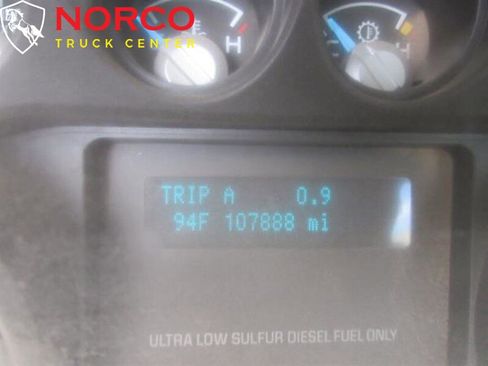 NORCO
TRUCK CENTER
H
TRIP A 0.9
94F 107888 mi
ULTRA LOW SULFUR DIESEL FUEL ONLY